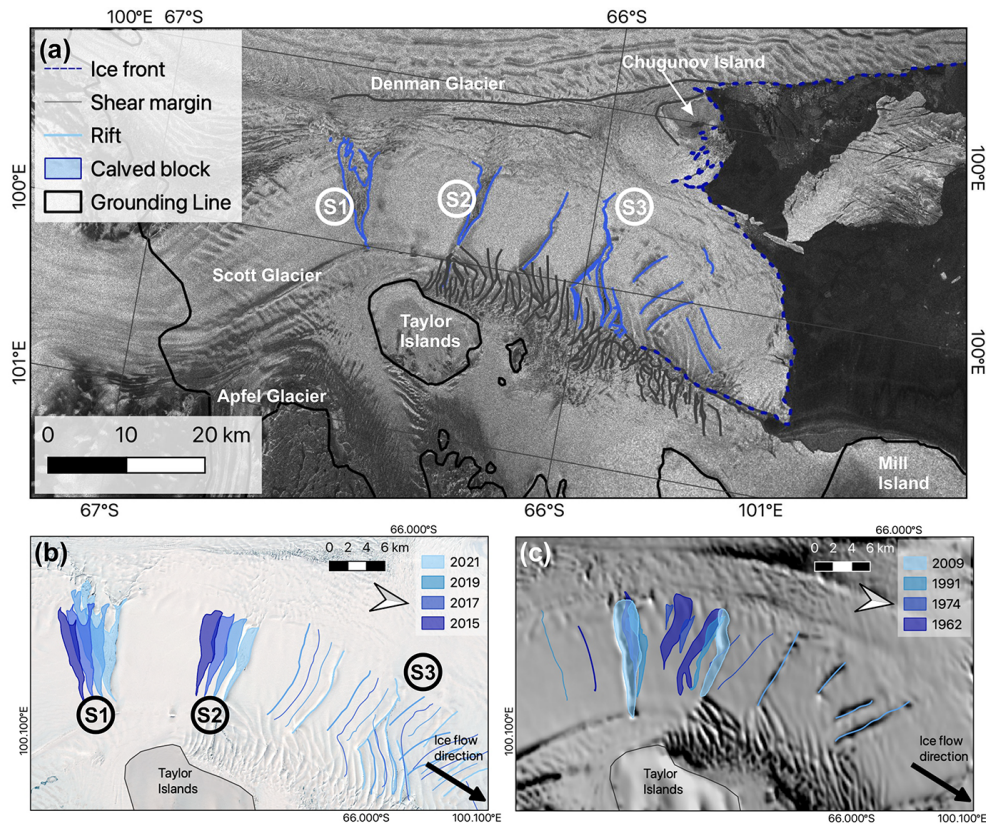 100°E 67°S
66°S
(a)
Ice front
Shear margin
Rift
Calved block
Grounding Line
Denman Glacier
Chugunov Island
100°E
100°E
S1
S2
S3
Scott Glacier
Taylor
Islands
101°E
100°E
Apfel Glacier
0 10 20 km
Mill
Island
67°S
66°S
101°E
66.000°S
(b)
0 2 4 6 km
2021
2019
2017
2015
S3
S1
S2
100.100°E
Taylor
Islands
Ice flow
direction
66.000°S
100.100°E
66.000°S
(c)
0 2 4 6 km
2009
1991
1974
1962
100.100°E
Taylor
Islands
Ice flow
direction
66.000°S
100.100°E